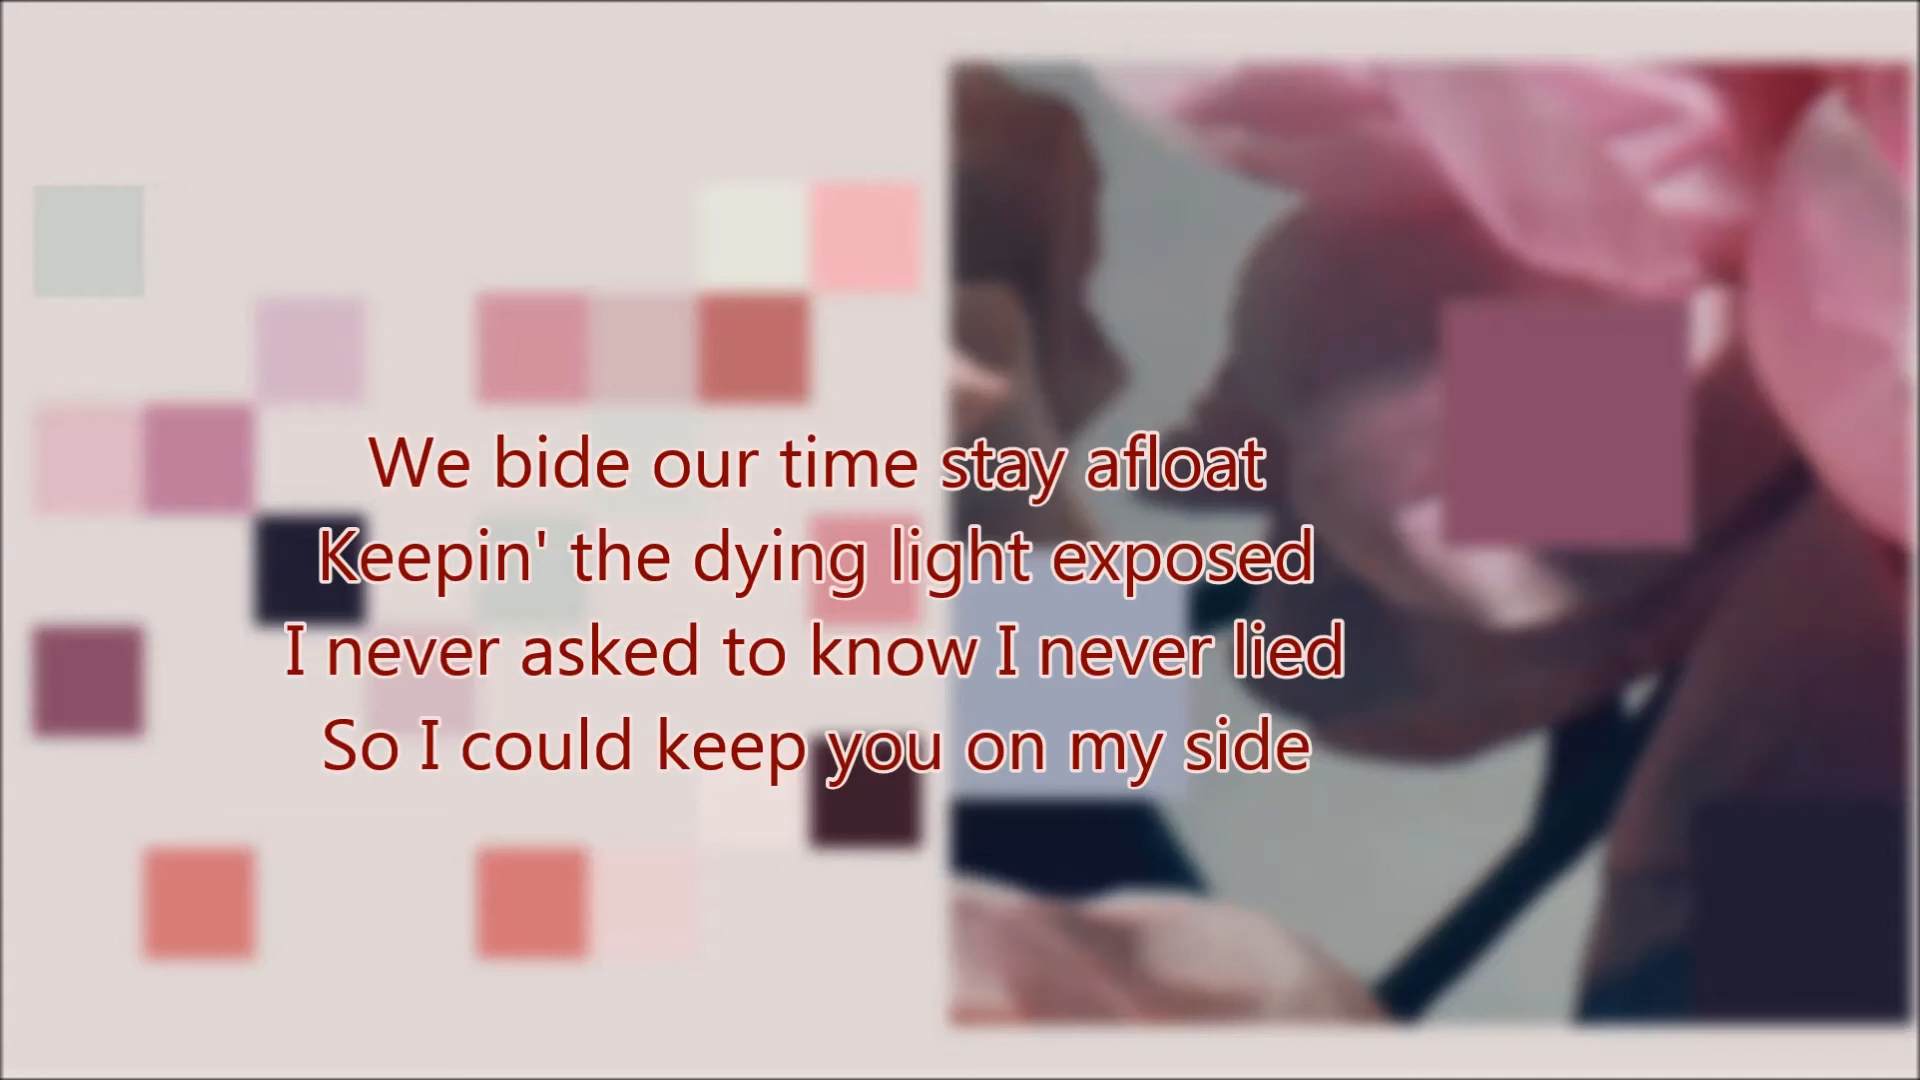 We bide our time stay afloat
Keepin' the dying light exposed
I never asked to know I never lied
So I could keep you on my side